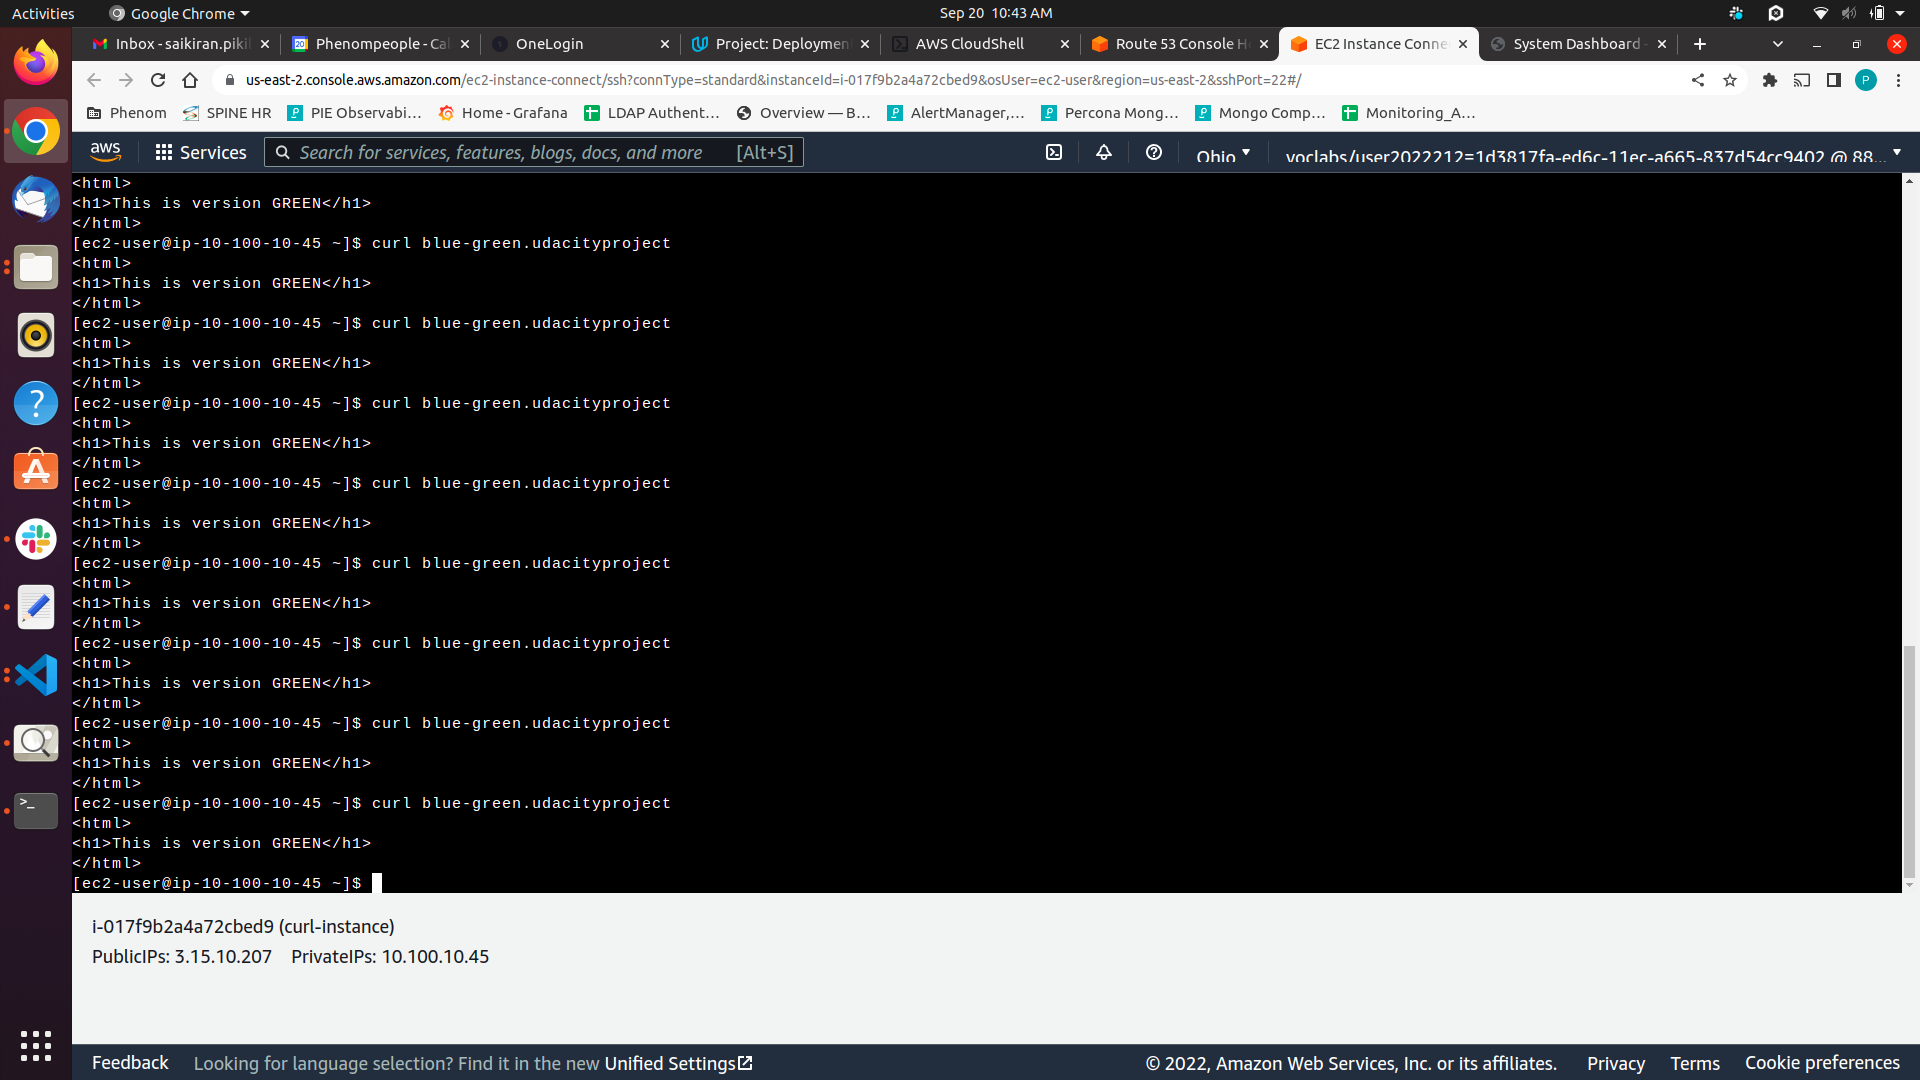 Activities
Google Chrome
Sep 20 10:43 AM
Inbox - saikiran.piki
Phenompeople - Cal
OneLogin
Project: Deploymen
AWS CloudShell
Route 53 Console H
EC2 Instance Conne
System Dashboard -
us-east-2.console.aws.amazon.com/ec2-instance-connect/ssh?connType=standard&instanceId=i-017f9b2a4a72cbed9&osUser=ec2-user&region=us-east-2&sshPort=22#/
P
Phenom
SPINE HR
PIE Observabi...
Home - Grafana
LDAP Authent...
Overview — B...
AlertManager,...
Percona Mong...
Mongo Comp...
Monitoring_A...
aws
Services
Search for services, features, blogs, docs, and more [Alt+S]
Ohio
voclabs/user2022212=1d3817fa-ed6c-11ec-a665-837d54cc9402 @ 88...
<html>
<h1>This is version GREEN</h1>
</html>
[ec2-user@ip-10-100-10-45 ~]$ curl blue-green.udacityproject
<html>
<h1>This is version GREEN</h1>
</html>
[ec2-user@ip-10-100-10-45 ~]$ curl blue-green.udacityproject
<html>
<h1>This is version GREEN</h1>
</html>
[ec2-user@ip-10-100-10-45 ~]$ curl blue-green.udacityproject
<html>
<h1>This is version GREEN</h1>
</html>
[ec2-user@ip-10-100-10-45 ~]$ curl blue-green.udacityproject
<html>
<h1>This is version GREEN</h1>
</html>
[ec2-user@ip-10-100-10-45 ~]$ curl blue-green.udacityproject
<html>
<h1>This is version GREEN</h1>
</html>
[ec2-user@ip-10-100-10-45 ~]$ curl blue-green.udacityproject
<html>
<h1>This is version GREEN</h1>
</html>
[ec2-user@ip-10-100-10-45 ~]$ curl blue-green.udacityproject
<html>
<h1>This is version GREEN</h1>
</html>
[ec2-user@ip-10-100-10-45 ~]$ curl blue-green.udacityproject
<html>
<h1>This is version GREEN</h1>
</html>
[ec2-user@ip-10-100-10-45 ~]$
i-017f9b2a4a72cbed9 (curl-instance)
PublicIPs: 3.15.10.207 PrivateIPs: 10.100.10.45
Feedback
Looking for language selection? Find it in the new Unified Settings
© 2022, Amazon Web Services, Inc. or its affiliates.
Privacy
Terms
Cookie preferences